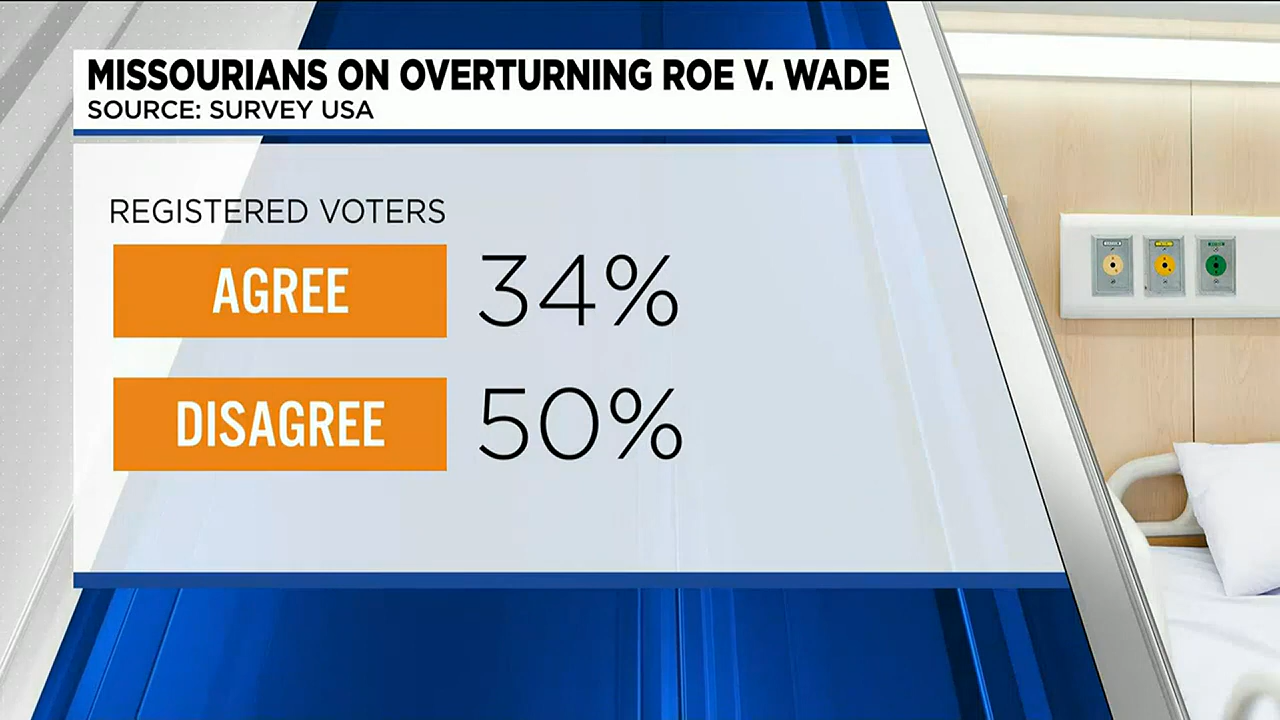 MISSOURIANS ON OVERTURNING ROE V. WADE
SOURCE: SURVEY USA
REGISTERED VOTERS
AGREE 34%
DISAGREE 50%